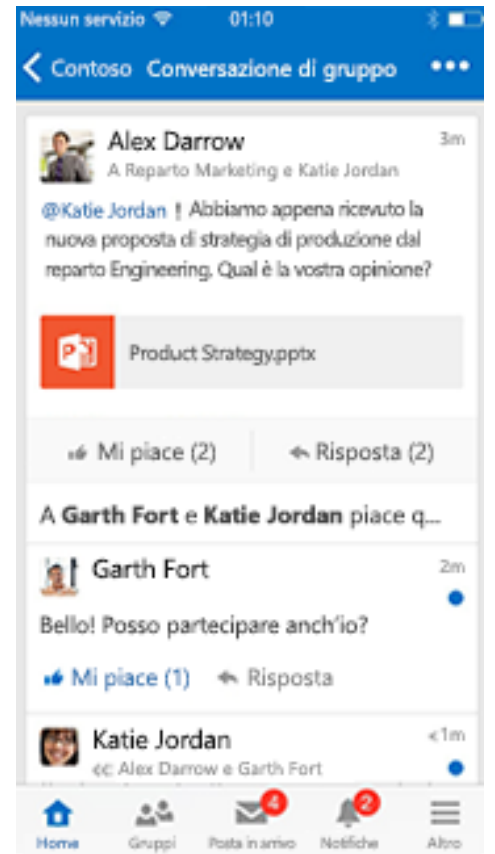 Nessun servizio 01:10
Contoso Conversazione di gruppo
Alex Darrow 3m
A Reparto Marketing e Katie Jordan
@Katie Jordan ! Abbiamo appena ricevuto la
nuova proposta di strategia di produzione dal
reparto Engineering. Qual è la vostra opinione?
Product Strategy.pptx
Mi piace (2) Risposta (2)
A Garth Fort e Katie Jordan piace q...
Garth Fort 2m
Bello! Posso partecipare anch'io?
Mi piace (1) Risposta
Katie Jordan <1m
cc: Alex Darrow e Garth Fort
4 2
Home Gruppi Posta in arrivo Notifiche Altro